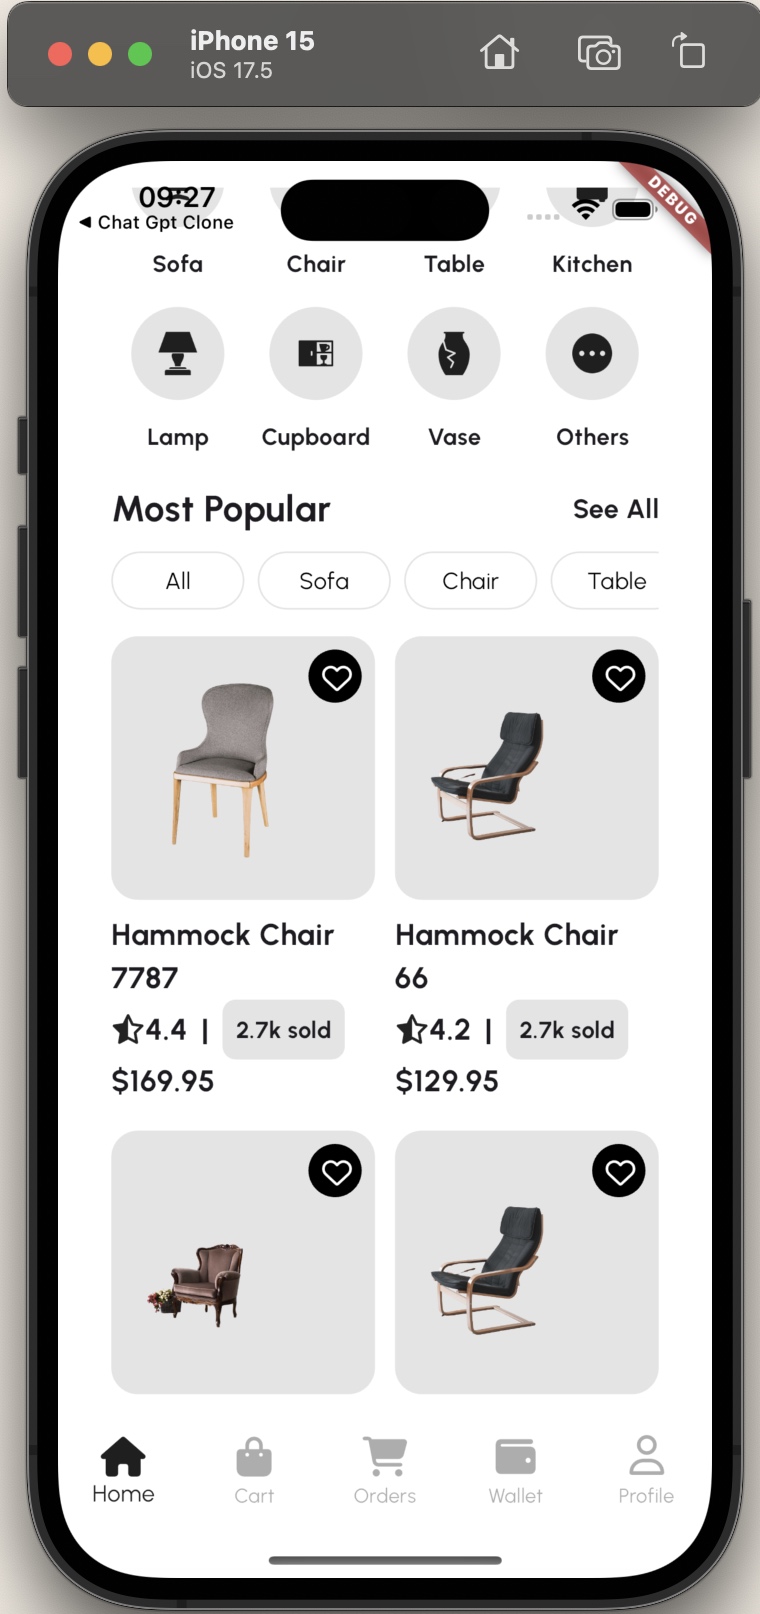 iPhone 15
iOS 17.5
09:27
DEBUG
◀ Chat Gpt Clone
Sofa Chair Table Kitchen
Lamp Cupboard Vase Others
Most Popular See All
All Sofa Chair Table
Hammock Chair Hammock Chair
7787 66
4.4 | 2.7k sold 4.2 | 2.7k sold
$169.95 $129.95
Home Cart Orders Wallet Profile